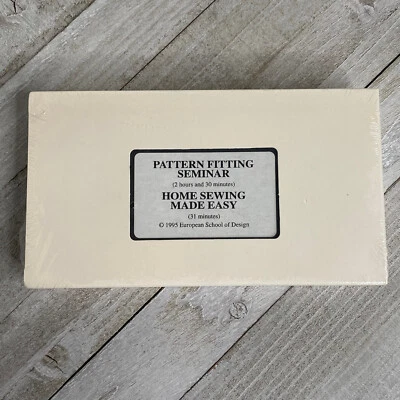 PATTERN FITTING
SEMINAR
(2 hours and 30 minutes)
HOME SEWING
MADE EASY
(31 minutes)
© 1995 European School of Design